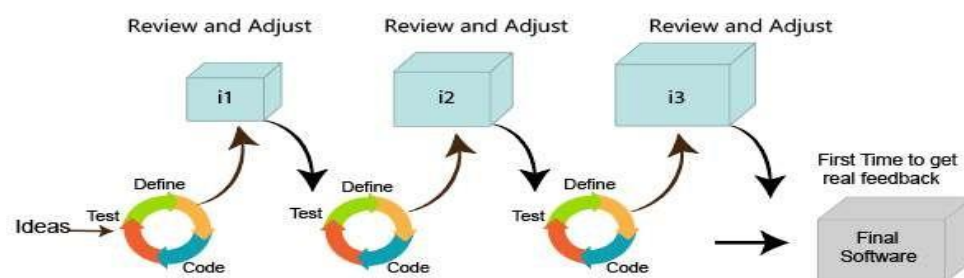 Review and Adjust
Review and Adjust
Review and Adjust
i1
i2
i3
First Time to get
real feedback
Define
Define
Define
Ideas
Test
Test
Test
Code
Code
Code
Final
Software